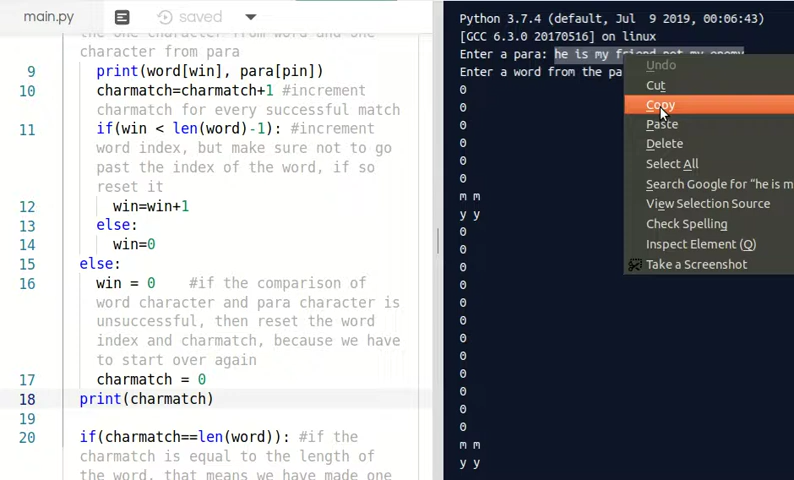 main.py
saved
the one character from word and one
character from para
9 print(word[win], para[pin])
10 charmatch=charmatch+1 #increment
charmatch for every successful match
11 if(win < len(word)-1): #increment
word index, but make sure not to go
past the index of the word, if so
reset it
12 win=win+1
13 else:
14 win=0
15 else:
16 win = 0 #if the comparison of
word character and para character is
unsuccessful, then reset the word
index and charmatch, because we have
to start over again
17 charmatch = 0
18 print(charmatch)
19
20 if(charmatch==len(word)): #if the
charmatch is equal to the length of
the word, that means we have made one
Python 3.7.4 (default, Jul 9 2019, 00:06:43)
[GCC 6.3.0 20170516] on linux
Enter a para: he is my friend not my enemy
Enter a word from the pa
0
0
0
0
0
0
m m
y y
0
0
0
0
0
0
0
0
0
0
0
m m
y y
Undo
Cut
Copy
Paste
Delete
Select All
Search Google for "he is m
View Selection Source
Check Spelling
Inspect Element (Q)
Take a Screenshot